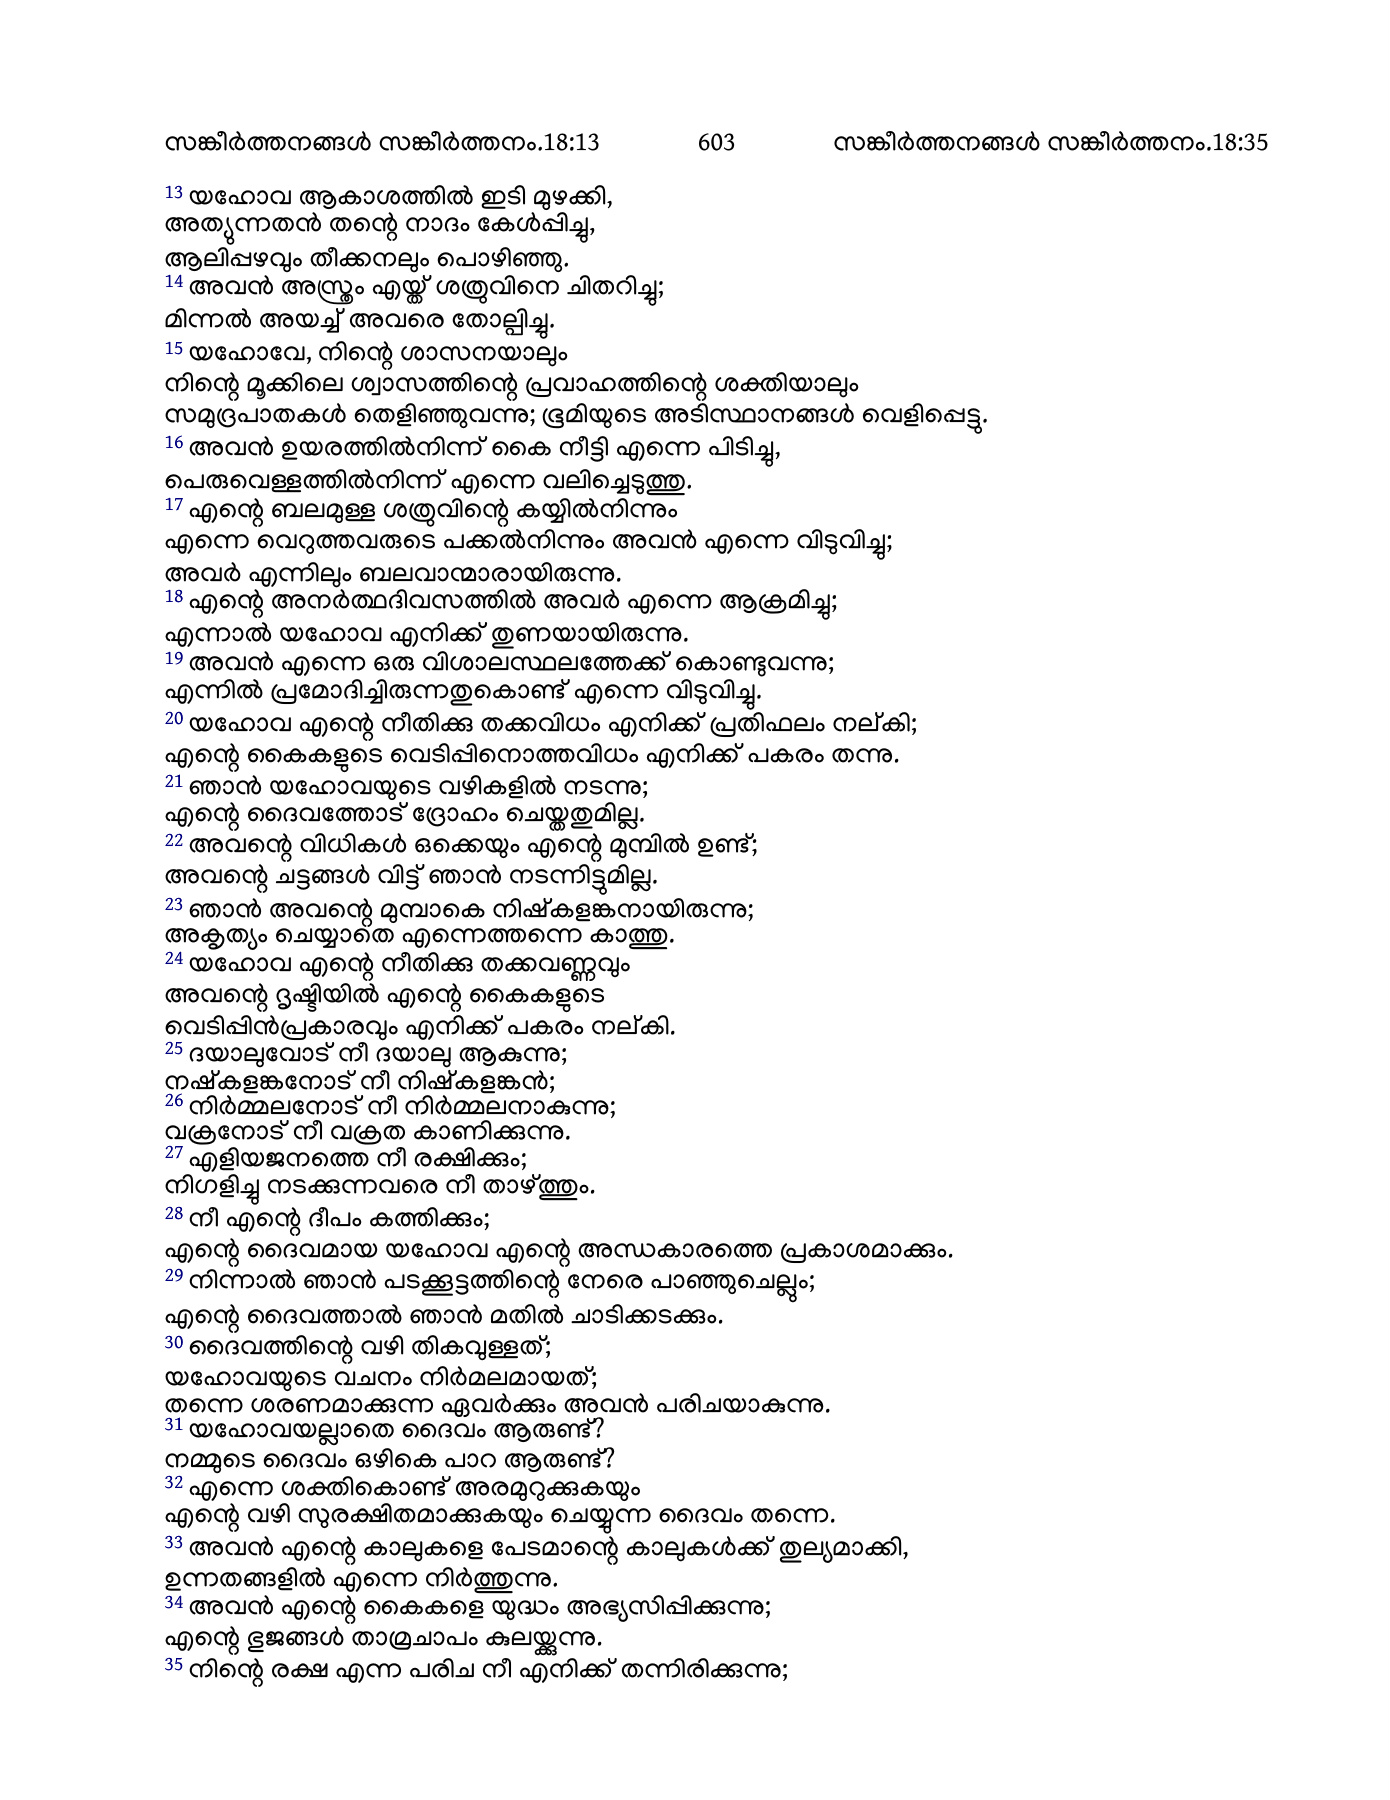 സങ്കീർത്തനങ്ങൾ സങ്കീർത്തനം.18:13 603 സങ്കീർത്തനങ്ങൾ സങ്കീർത്തനം.18:35
13 യഹോവ ആകാശത്തിൽ ഇടി മുഴക്കി,
അത്യുന്നതൻ തന്റെ നാദം കേൾപ്പിച്ചു,
ആലിപ്പഴവും തീക്കനലും പൊഴിഞ്ഞു.
14 അവൻ അസ്ത്രം എയ്ത് ശത്രുവിനെ ചിതറിച്ചു;
മിന്നൽ അയച്ച് അവരെ തോല്പിച്ചു.
15 യഹോവേ, നിന്റെ ശാസനയാലും
നിന്റെ മൂക്കിലെ ശ്വാസത്തിന്റെ പ്രവാഹത്തിന്റെ ശക്തിയാലും
സമുദ്രപാതകൾ തെളിഞ്ഞുവന്നു; ഭൂമിയുടെ അടിസ്ഥാനങ്ങൾ വെളിപ്പെട്ടു.
16 അവൻ ഉയരത്തിൽനിന്ന് കൈ നീട്ടി എന്നെ പിടിച്ചു,
പെരുവെള്ളത്തിൽനിന്ന് എന്നെ വലിച്ചെടുത്തു.
17 എന്റെ ബലമുള്ള ശത്രുവിന്റെ കയ്യിൽനിന്നും
എന്നെ വെറുത്തവരുടെ പക്കൽനിന്നും അവൻ എന്നെ വിടുവിച്ചു;
അവർ എന്നിലും ബലവാന്മാരായിരുന്നു.
18 എന്റെ അനർത്ഥദിവസത്തിൽ അവർ എന്നെ ആക്രമിച്ചു;
എന്നാൽ യഹോവ എനിക്ക് തുണയായിരുന്നു.
19 അവൻ എന്നെ ഒരു വിശാലസ്ഥലത്തേക്ക് കൊണ്ടുവന്നു;
എന്നിൽ പ്രമോദിച്ചിരുന്നതുകൊണ്ട് എന്നെ വിടുവിച്ചു.
20 യഹോവ എന്റെ നീതിക്കു തക്കവിധം എനിക്ക് പ്രതിഫലം നല്കി;
എന്റെ കൈകളുടെ വെടിപ്പിനൊത്തവിധം എനിക്ക് പകരം തന്നു.
21 ഞാൻ യഹോവയുടെ വഴികളിൽ നടന്നു;
എന്റെ ദൈവത്തോട് ദ്രോഹം ചെയ്തതുമില്ല.
22 അവന്റെ വിധികൾ ഒക്കെയും എന്റെ മുമ്പിൽ ഉണ്ട്;
അവന്റെ ചട്ടങ്ങൾ വിട്ട് ഞാൻ നടന്നിട്ടുമില്ല.
23 ഞാൻ അവന്റെ മുമ്പാകെ നിഷ്കളങ്കനായിരുന്നു;
അകൃത്യം ചെയ്യാതെ എന്നെത്തന്നെ കാത്തു.
24 യഹോവ എന്റെ നീതിക്കു തക്കവണ്ണവും
അവന്റെ ദൃഷ്ടിയിൽ എന്റെ കൈകളുടെ
വെടിപ്പിൻപ്രകാരവും എനിക്ക് പകരം നല്കി.
25 ദയാലുവോട് നീ ദയാലു ആകുന്നു;
നഷ്കളങ്കനോട് നീ നിഷ്കളങ്കൻ;
26 നിർമ്മലനോട് നീ നിർമ്മലനാകുന്നു;
വക്രനോട് നീ വക്രത കാണിക്കുന്നു.
27 എളിയജനത്തെ നീ രക്ഷിക്കും;
നിഗളിച്ചു നടക്കുന്നവരെ നീ താഴ്ത്തും.
28 നീ എന്റെ ദീപം കത്തിക്കും;
എന്റെ ദൈവമായ യഹോവ എന്റെ അന്ധകാരത്തെ പ്രകാശമാക്കും.
29 നിന്നാൽ ഞാൻ പടക്കൂട്ടത്തിന്റെ നേരെ പാഞ്ഞുചെല്ലും;
എന്റെ ദൈവത്താൽ ഞാൻ മതിൽ ചാടിക്കടക്കും.
30 ദൈവത്തിന്റെ വഴി തികവുള്ളത്;
യഹോവയുടെ വചനം നിർമലമായത്;
തന്നെ ശരണമാക്കുന്ന ഏവർക്കും അവൻ പരിചയാകുന്നു.
31 യഹോവയല്ലാതെ ദൈവം ആരുണ്ട്?
നമ്മുടെ ദൈവം ഒഴികെ പാറ ആരുണ്ട്?
32 എന്നെ ശക്തികൊണ്ട് അരമുറുക്കുകയും
എന്റെ വഴി സുരക്ഷിതമാക്കുകയും ചെയ്യുന്ന ദൈവം തന്നെ.
33 അവൻ എന്റെ കാലുകളെ പേടമാന്റെ കാലുകൾക്ക് തുല്യമാക്കി,
ഉന്നതങ്ങളിൽ എന്നെ നിർത്തുന്നു.
34 അവൻ എന്റെ കൈകളെ യുദ്ധം അഭ്യസിപ്പിക്കുന്നു;
എന്റെ ഭുജങ്ങൾ താമ്രചാപം കുലയ്ക്കുന്നു.
35 നിന്റെ രക്ഷ എന്ന പരിച നീ എനിക്ക് തന്നിരിക്കുന്നു;